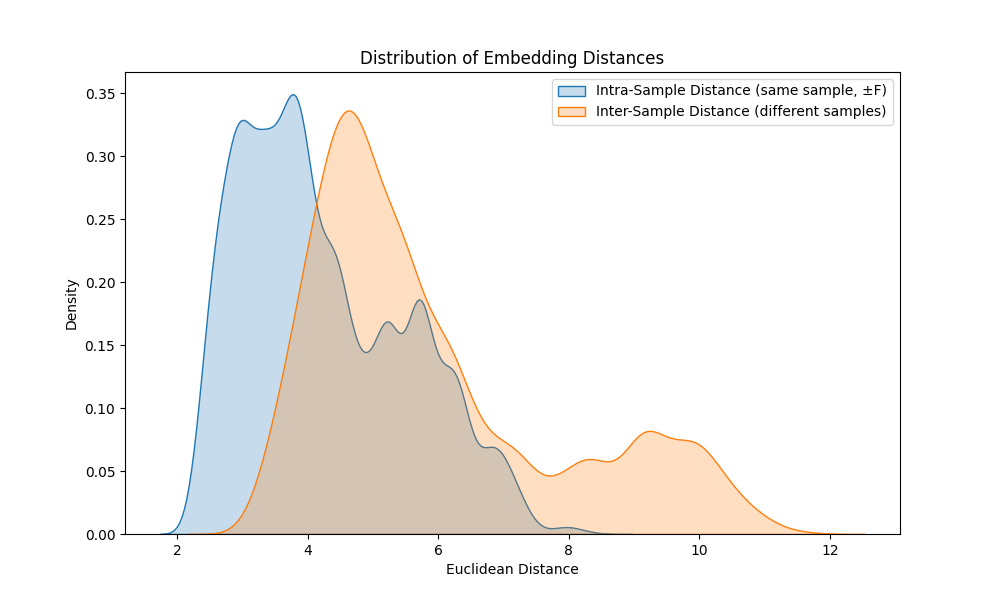 Distribution of Embedding Distances
Intra-Sample Distance (same sample, ±F)
Inter-Sample Distance (different samples)
Density
0.35
0.30
0.25
0.20
0.15
0.10
0.05
0.00
2 4 6 8 10 12
Euclidean Distance